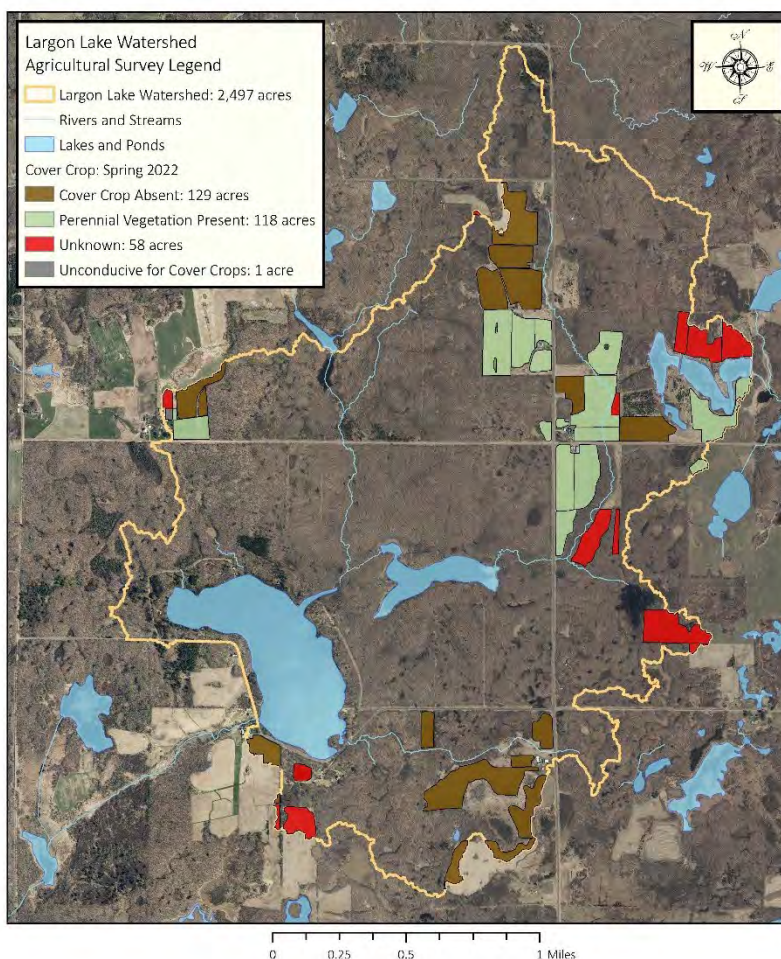 Largon Lake Watershed
Agricultural Survey Legend
Largon Lake Watershed: 2,497 acres
Rivers and Streams
Lakes and Ponds
Cover Crop: Spring 2022
Cover Crop Absent: 129 acres
Perennial Vegetation Present: 118 acres
Unknown: 58 acres
Unconducive for Cover Crops: 1 acre
N
W E
S
0 0.25 0.5 1 Miles